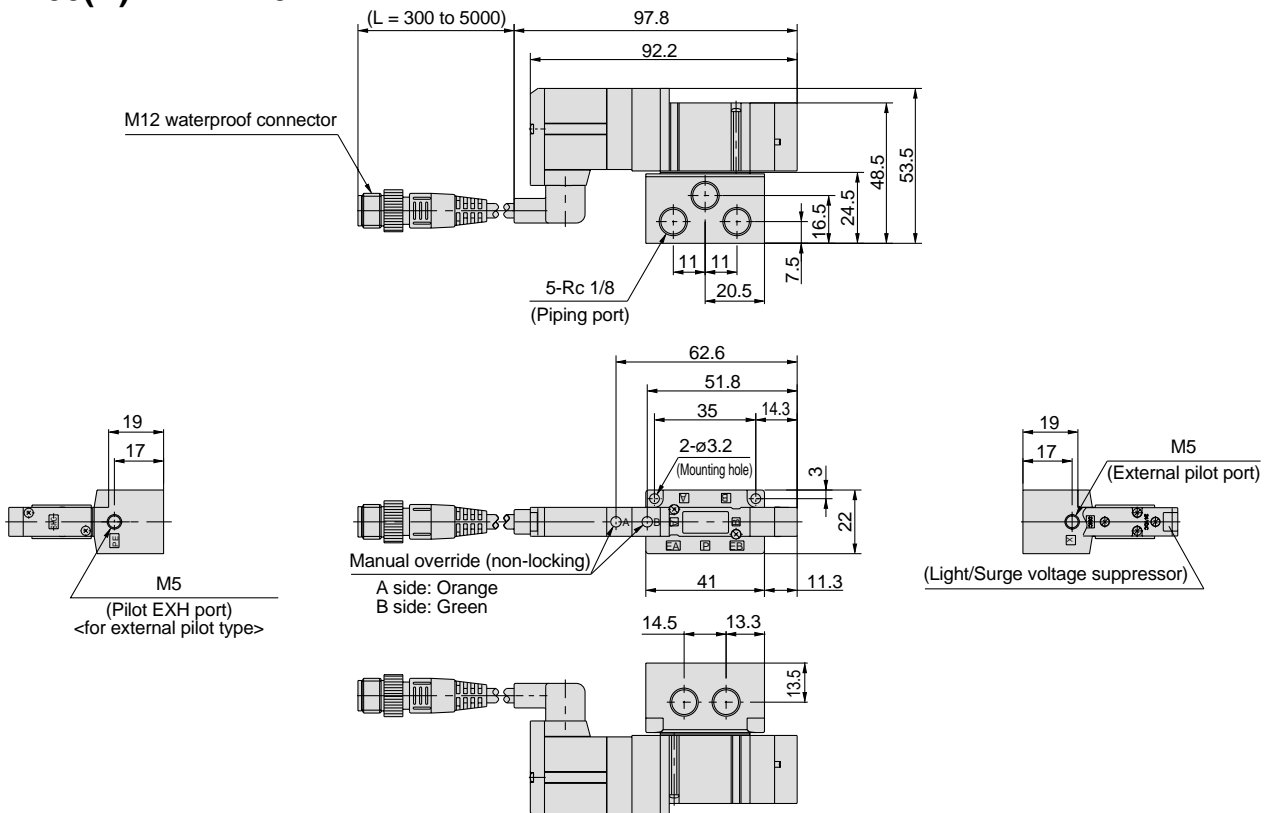 (L = 300 to 5000)
97.8
92.2
M12 waterproof connector
53.5
48.5
24.5
16.5
7.5
11
11
20.5
5-Rc 1/8
(Piping port)
62.6
51.8
35
14.3
2-ø3.2
(Mounting hole)
3
22
A
B
A
B
EA
P
EB
Manual override (non-locking)
A side: Orange
B side: Green
41
11.3
19
17
PE
M5
(Pilot EXH port)
<for external pilot type>
19
17
M5
(External pilot port)
X
(Light/Surge voltage suppressor)
14.5
13.3
13.5